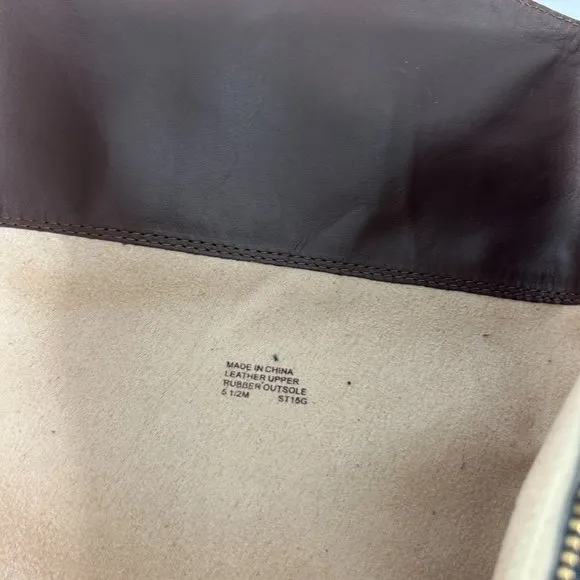 MADE IN CHINA
LEATHER UPPER
RUBBER OUTSOLE
5 1/2M ST15G